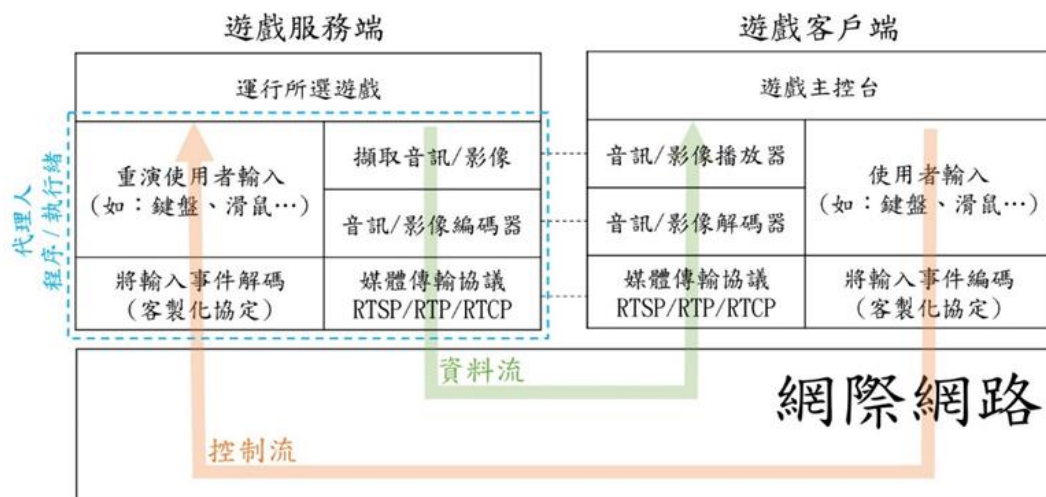 遊戲服務端
運行所選遊戲
代理人
程序/執行緒
重演使用者輸入
(如：鍵盤、滑鼠…)
擷取音訊/影像
音訊/影像編碼器
將輸入事件解碼
(客製化協定)
媒體傳輸協議
RTSP/RTP/RTCP
遊戲客戶端
遊戲主控台
音訊/影像播放器
音訊/影像解碼器
使用者輸入
(如：鍵盤、滑鼠…)
媒體傳輸協議
RTSP/RTP/RTCP
將輸入事件編碼
(客製化協定)
資料流
網際網路
控制流